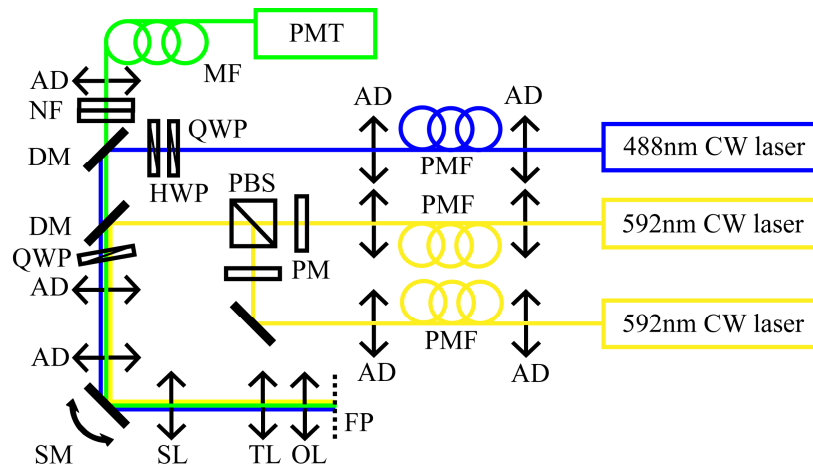 PMT
MF
AD
NF
AD
AD
QWP
488nm CW laser
DM
HWP
PMF
PBS
PMF
592nm CW laser
DM
QWP
PM
AD
592nm CW laser
PMF
AD
AD
AD
FP
SM
SL
TL
OL